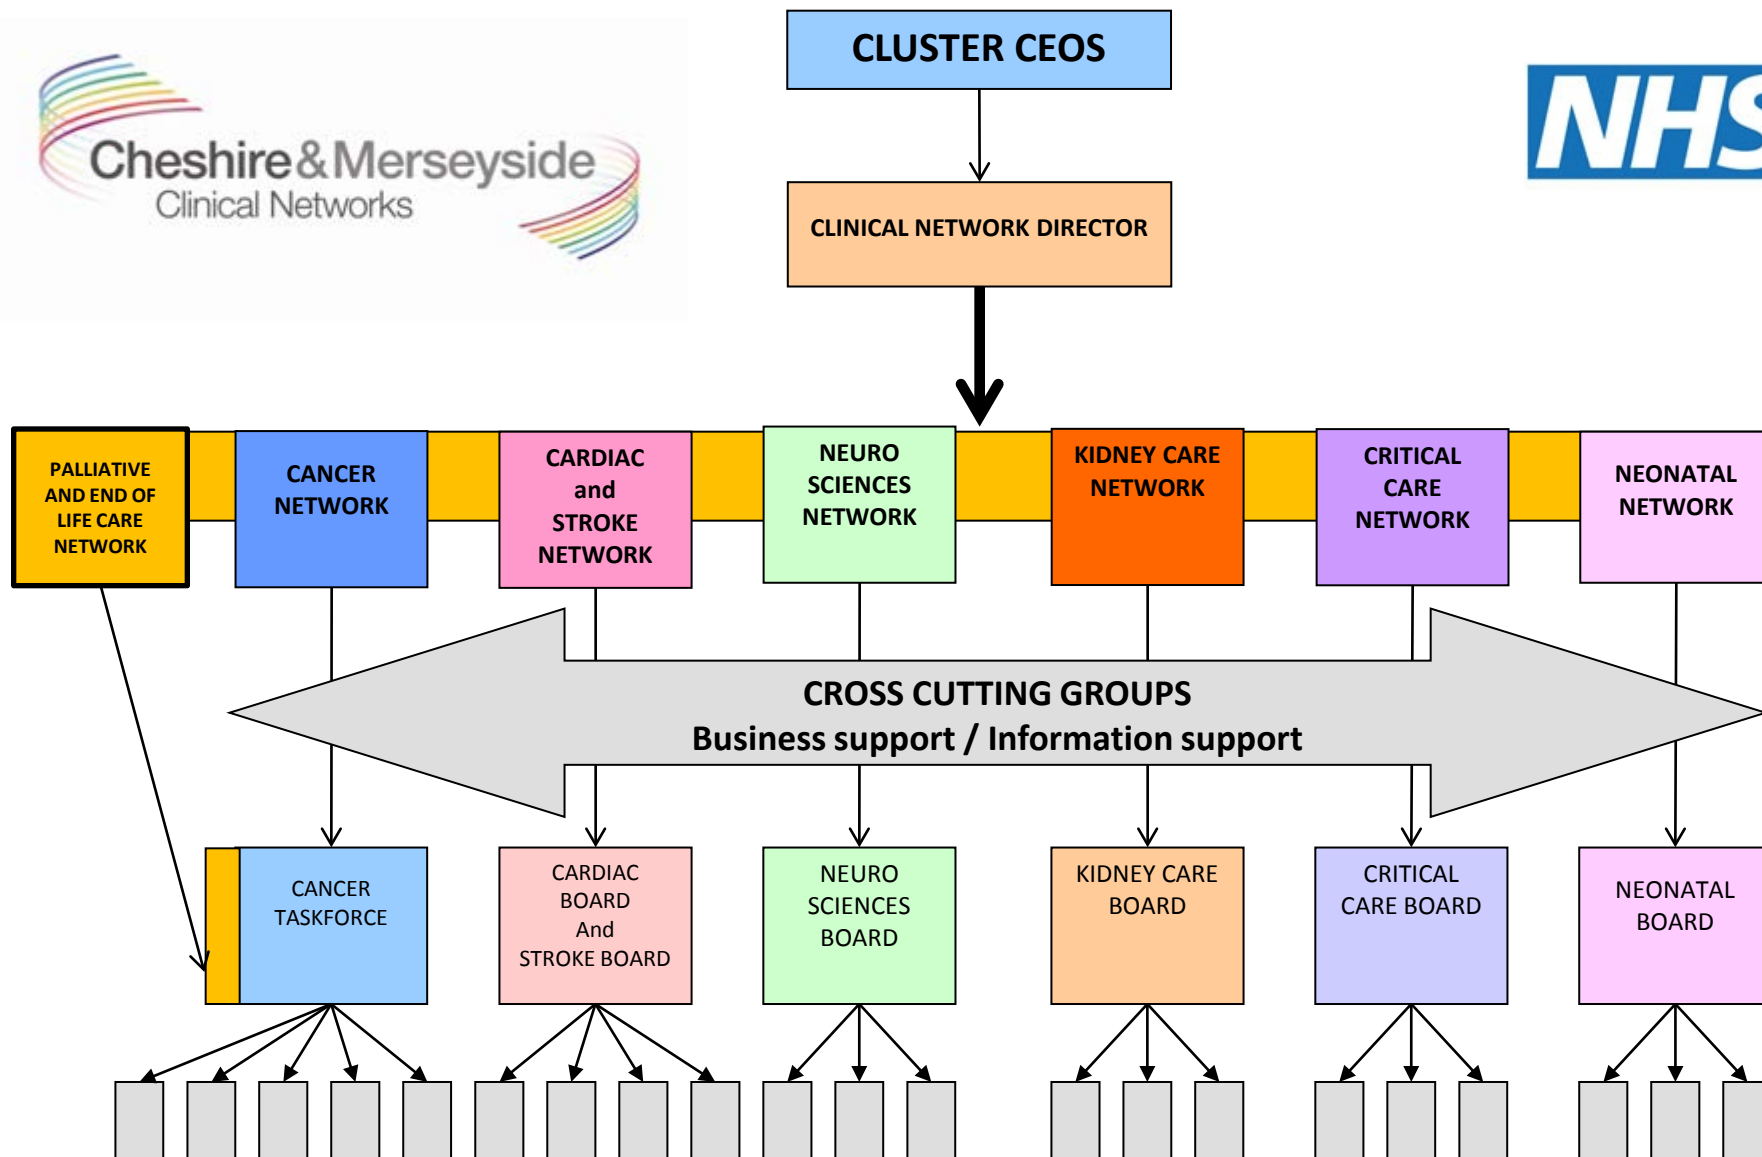 CLUSTER CEOS
Cheshire & Merseyside
Clinical Networks
NHS
CLINICAL NETWORK DIRECTOR
PALLIATIVE
AND END OF
LIFE CARE
NETWORK
CANCER
NETWORK
CARDIAC
and
STROKE
NETWORK
NEURO
SCIENCES
NETWORK
KIDNEY CARE
NETWORK
CRITICAL
CARE
NETWORK
NEONATAL
NETWORK
CROSS CUTTING GROUPS
Business support / Information support
CANCER
TASKFORCE
CARDIAC
BOARD
And
STROKE BOARD
NEURO
SCIENCES
BOARD
KIDNEY CARE
BOARD
CRITICAL
CARE BOARD
NEONATAL
BOARD